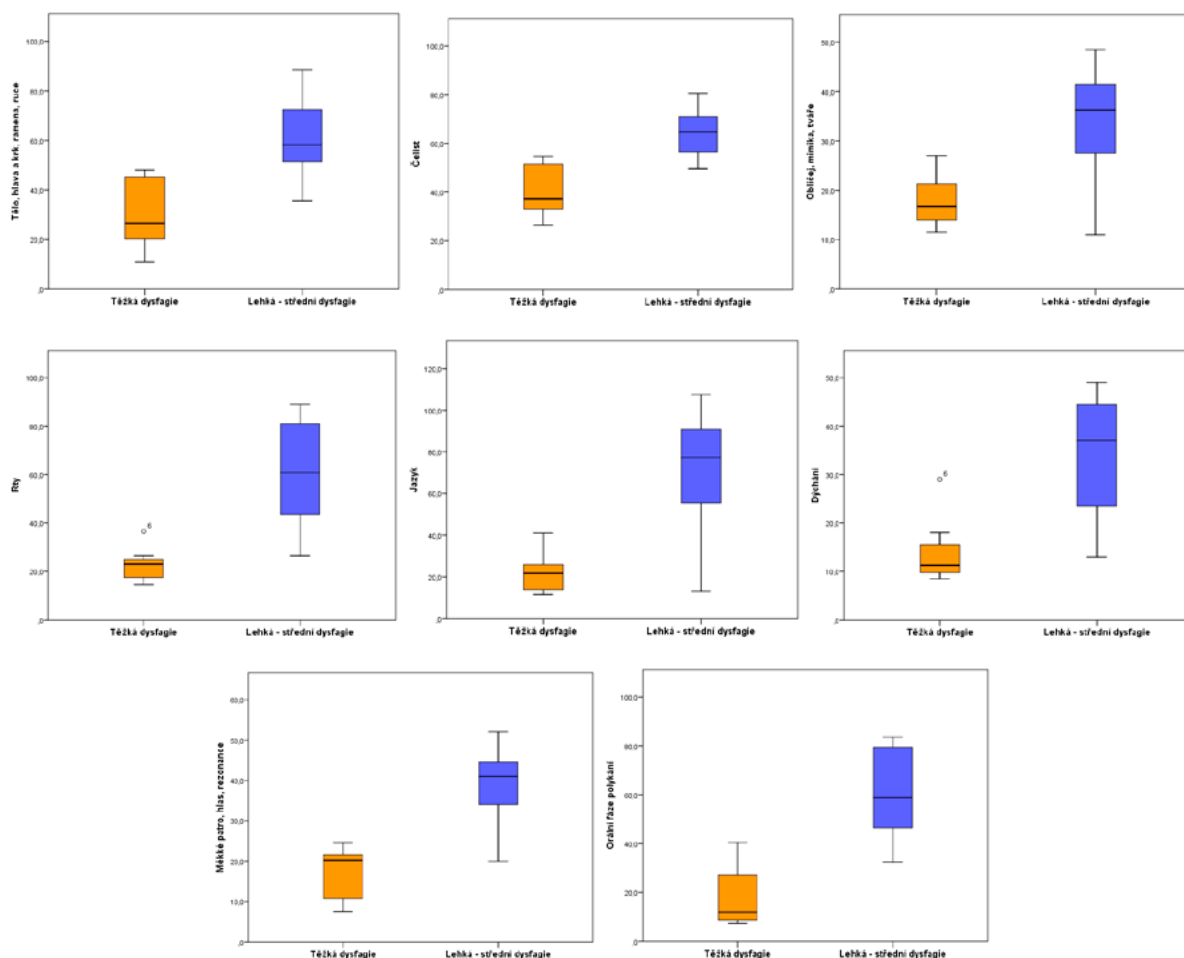 Tělo, hlava a krk, ramena, ruce
100,0
80,0
60,0
40,0
20,0
,0
Těžká dysfagie
Lehká - střední dysfagie
Čelist
100,0
80,0
60,0
40,0
20,0
,0
Těžká dysfagie
Lehká - střední dysfagie
Obličej, mimika, tváře
50,0
40,0
30,0
20,0
10,0
,0
Těžká dysfagie
Lehká - střední dysfagie
Rty
100,0
80,0
60,0
40,0
20,0
,0
6
Těžká dysfagie
Lehká - střední dysfagie
Jazyk
120,0
100,0
80,0
60,0
40,0
20,0
,0
Těžká dysfagie
Lehká - střední dysfagie
Dýchání
50,0
40,0
30,0
20,0
10,0
,0
6
Těžká dysfagie
Lehká - střední dysfagie
Měkké patro, hlas, rezonance
60,0
50,0
40,0
30,0
20,0
10,0
,0
Těžká dysfagie
Lehká - střední dysfagie
Orální fáze polykání
100,0
80,0
60,0
40,0
20,0
,0
Těžká dysfagie
Lehká - střední dysfagie